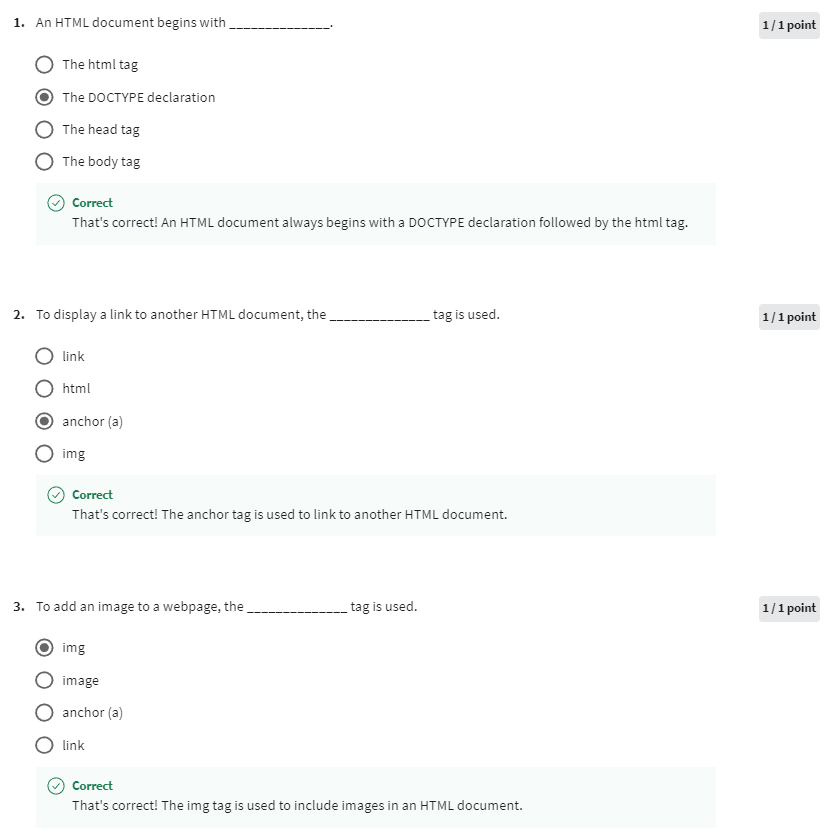 1. An HTML document begins with ______________.
1 / 1 point
The html tag
The DOCTYPE declaration
The head tag
The body tag
Correct
That's correct! An HTML document always begins with a DOCTYPE declaration followed by the html tag.
2. To display a link to another HTML document, the ______________ tag is used.
1 / 1 point
link
html
anchor (a)
img
Correct
That's correct! The anchor tag is used to link to another HTML document.
3. To add an image to a webpage, the ______________ tag is used.
1 / 1 point
img
image
anchor (a)
link
Correct
That's correct! The img tag is used to include images in an HTML document.